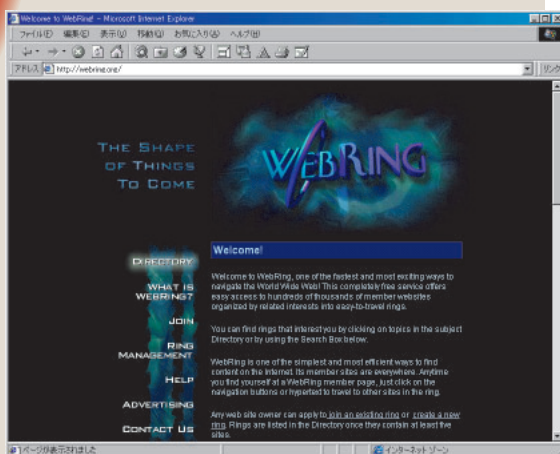 Welcome to WebRing! - Microsoft Internet Explorer
ファイル(F) 編集(E) 表示(V) 移動(G) お気に入り(A) ヘルプ(H)
アドレス http://webring.org/ リンク
THE SHAPE
OF THINGS
TO COME
WEBRING
DIRECTORY
WHAT IS
WEBRING?
JOIN
RING
MANAGEMENT
HELP
ADVERTISING
CONTACT US
Welcome!
Welcome to WebRing, one of the fastest and most exciting ways to
navigate the World Wide Web! This completely free service offers
easy access to hundreds of thousands of member websites
organized by related interests into easy-to-travel rings.
You can find rings that interest you by clicking on topics in the subject
Directory or by using the Search Box below.
WebRing is one of the simplest and most efficient ways to find
content on the Internet. Its member sites are everywhere. Anytime
you find yourself at a WebRing member page, just click on the
navigation buttons or hypertext to travel to other sites in the ring.
Any web site owner can apply to join an existing ring or create a new
ring. Rings are listed in the Directory once they contain at least five
sites.
ページが表示されました インターネット ゾーン